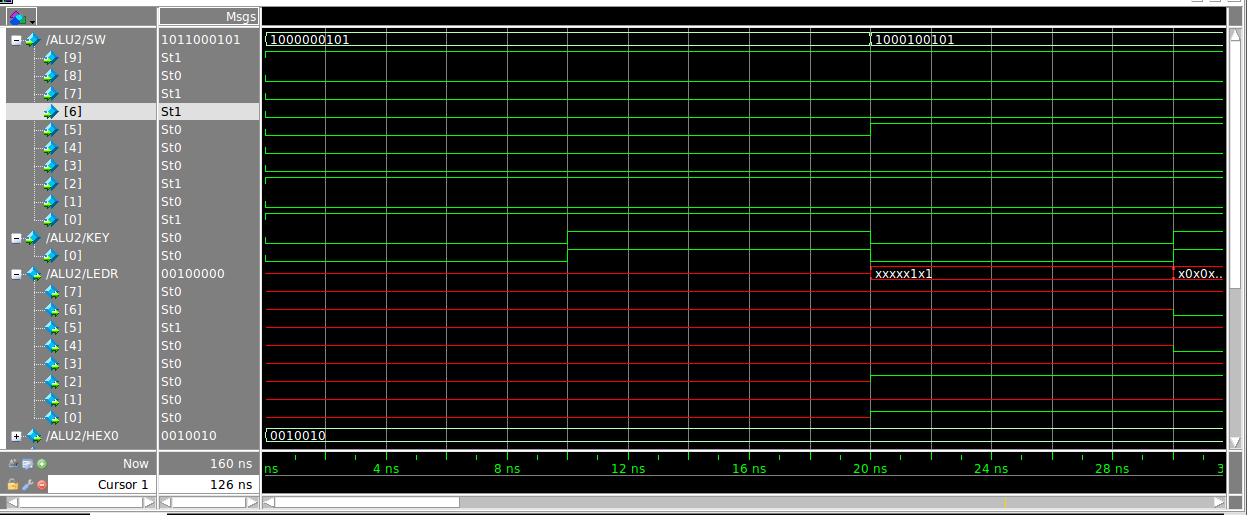 Msgs
/ALU2/SW 1011000101 1000000101 1000100101
[9] St1
[8] St0
[7] St1
[6] St1
[5] St0
[4] St0
[3] St0
[2] St1
[1] St0
[0] St1
/ALU2/KEY St0
[0] St0
/ALU2/LEDR 00100000 xxxxx1x1 x0x0x..
[7] St0
[6] St0
[5] St1
[4] St0
[3] St0
[2] St0
[1] St0
[0] St0
/ALU2/HEX0 0010010 0010010
Now 160 ns ns 4 ns 8 ns 12 ns 16 ns 20 ns 24 ns 28 ns 3
Cursor 1 126 ns